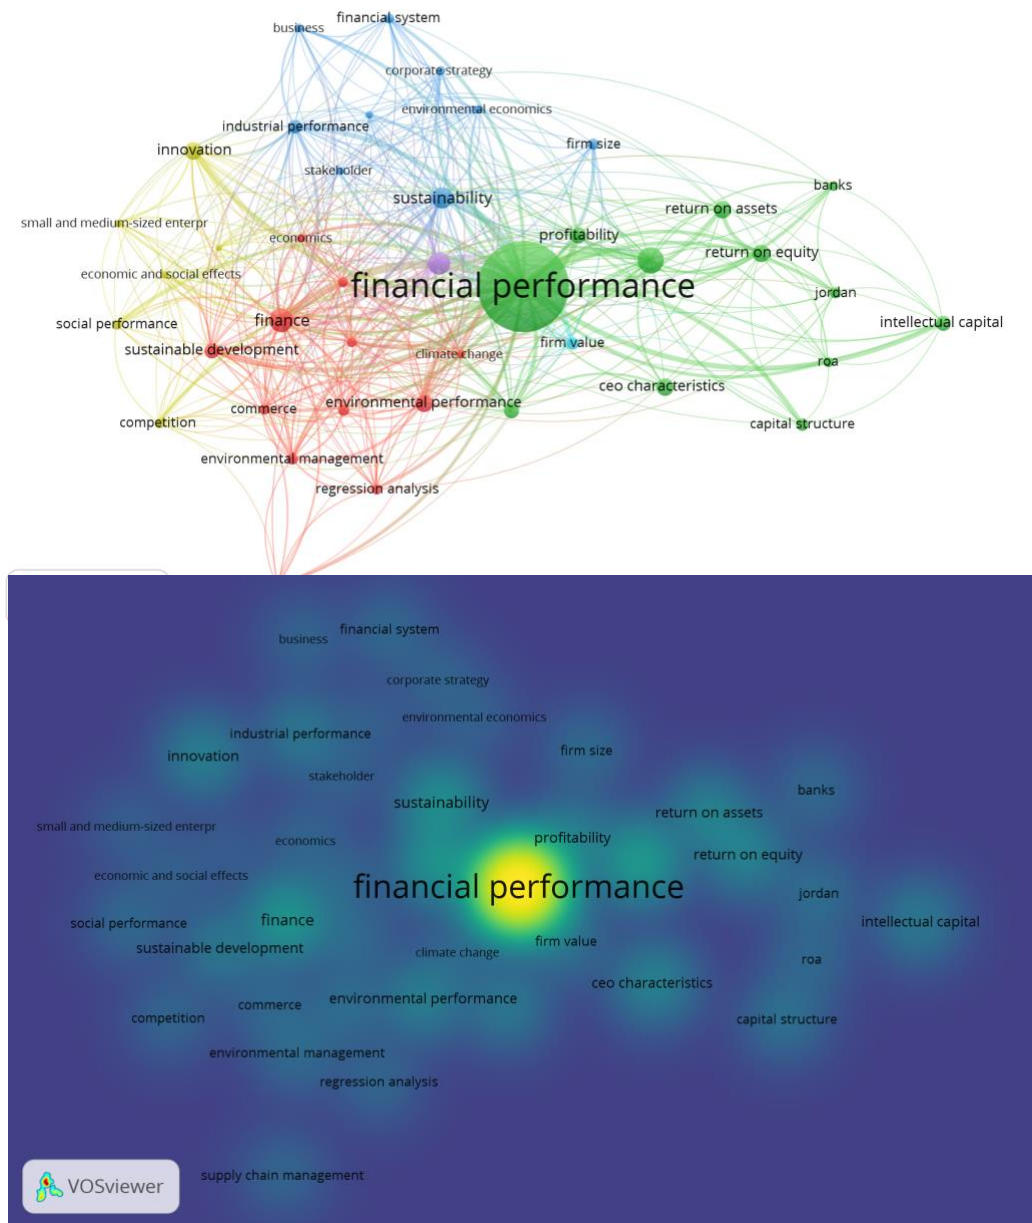 financial system
business
corporate strategy
environmental economics
industrial performance
firm size
innovation
stakeholder
banks
sustainability
return on assets
small and medium-sized enterpr
profitability
economics
return on equity
economic and social effects
financial performance
jordan
finance
intellectual capital
social performance
firm value
sustainable development
climate change
roa
ceo characteristics
environmental performance
commerce
competition
capital structure
environmental management
regression analysis
financial system
business
corporate strategy
environmental economics
industrial performance
firm size
innovation
stakeholder
banks
sustainability
return on assets
small and medium-sized enterpr
profitability
economics
return on equity
economic and social effects
financial performance
jordan
finance
intellectual capital
social performance
firm value
sustainable development
climate change
roa
ceo characteristics
environmental performance
commerce
competition
capital structure
environmental management
regression analysis
supply chain management
VOSviewer